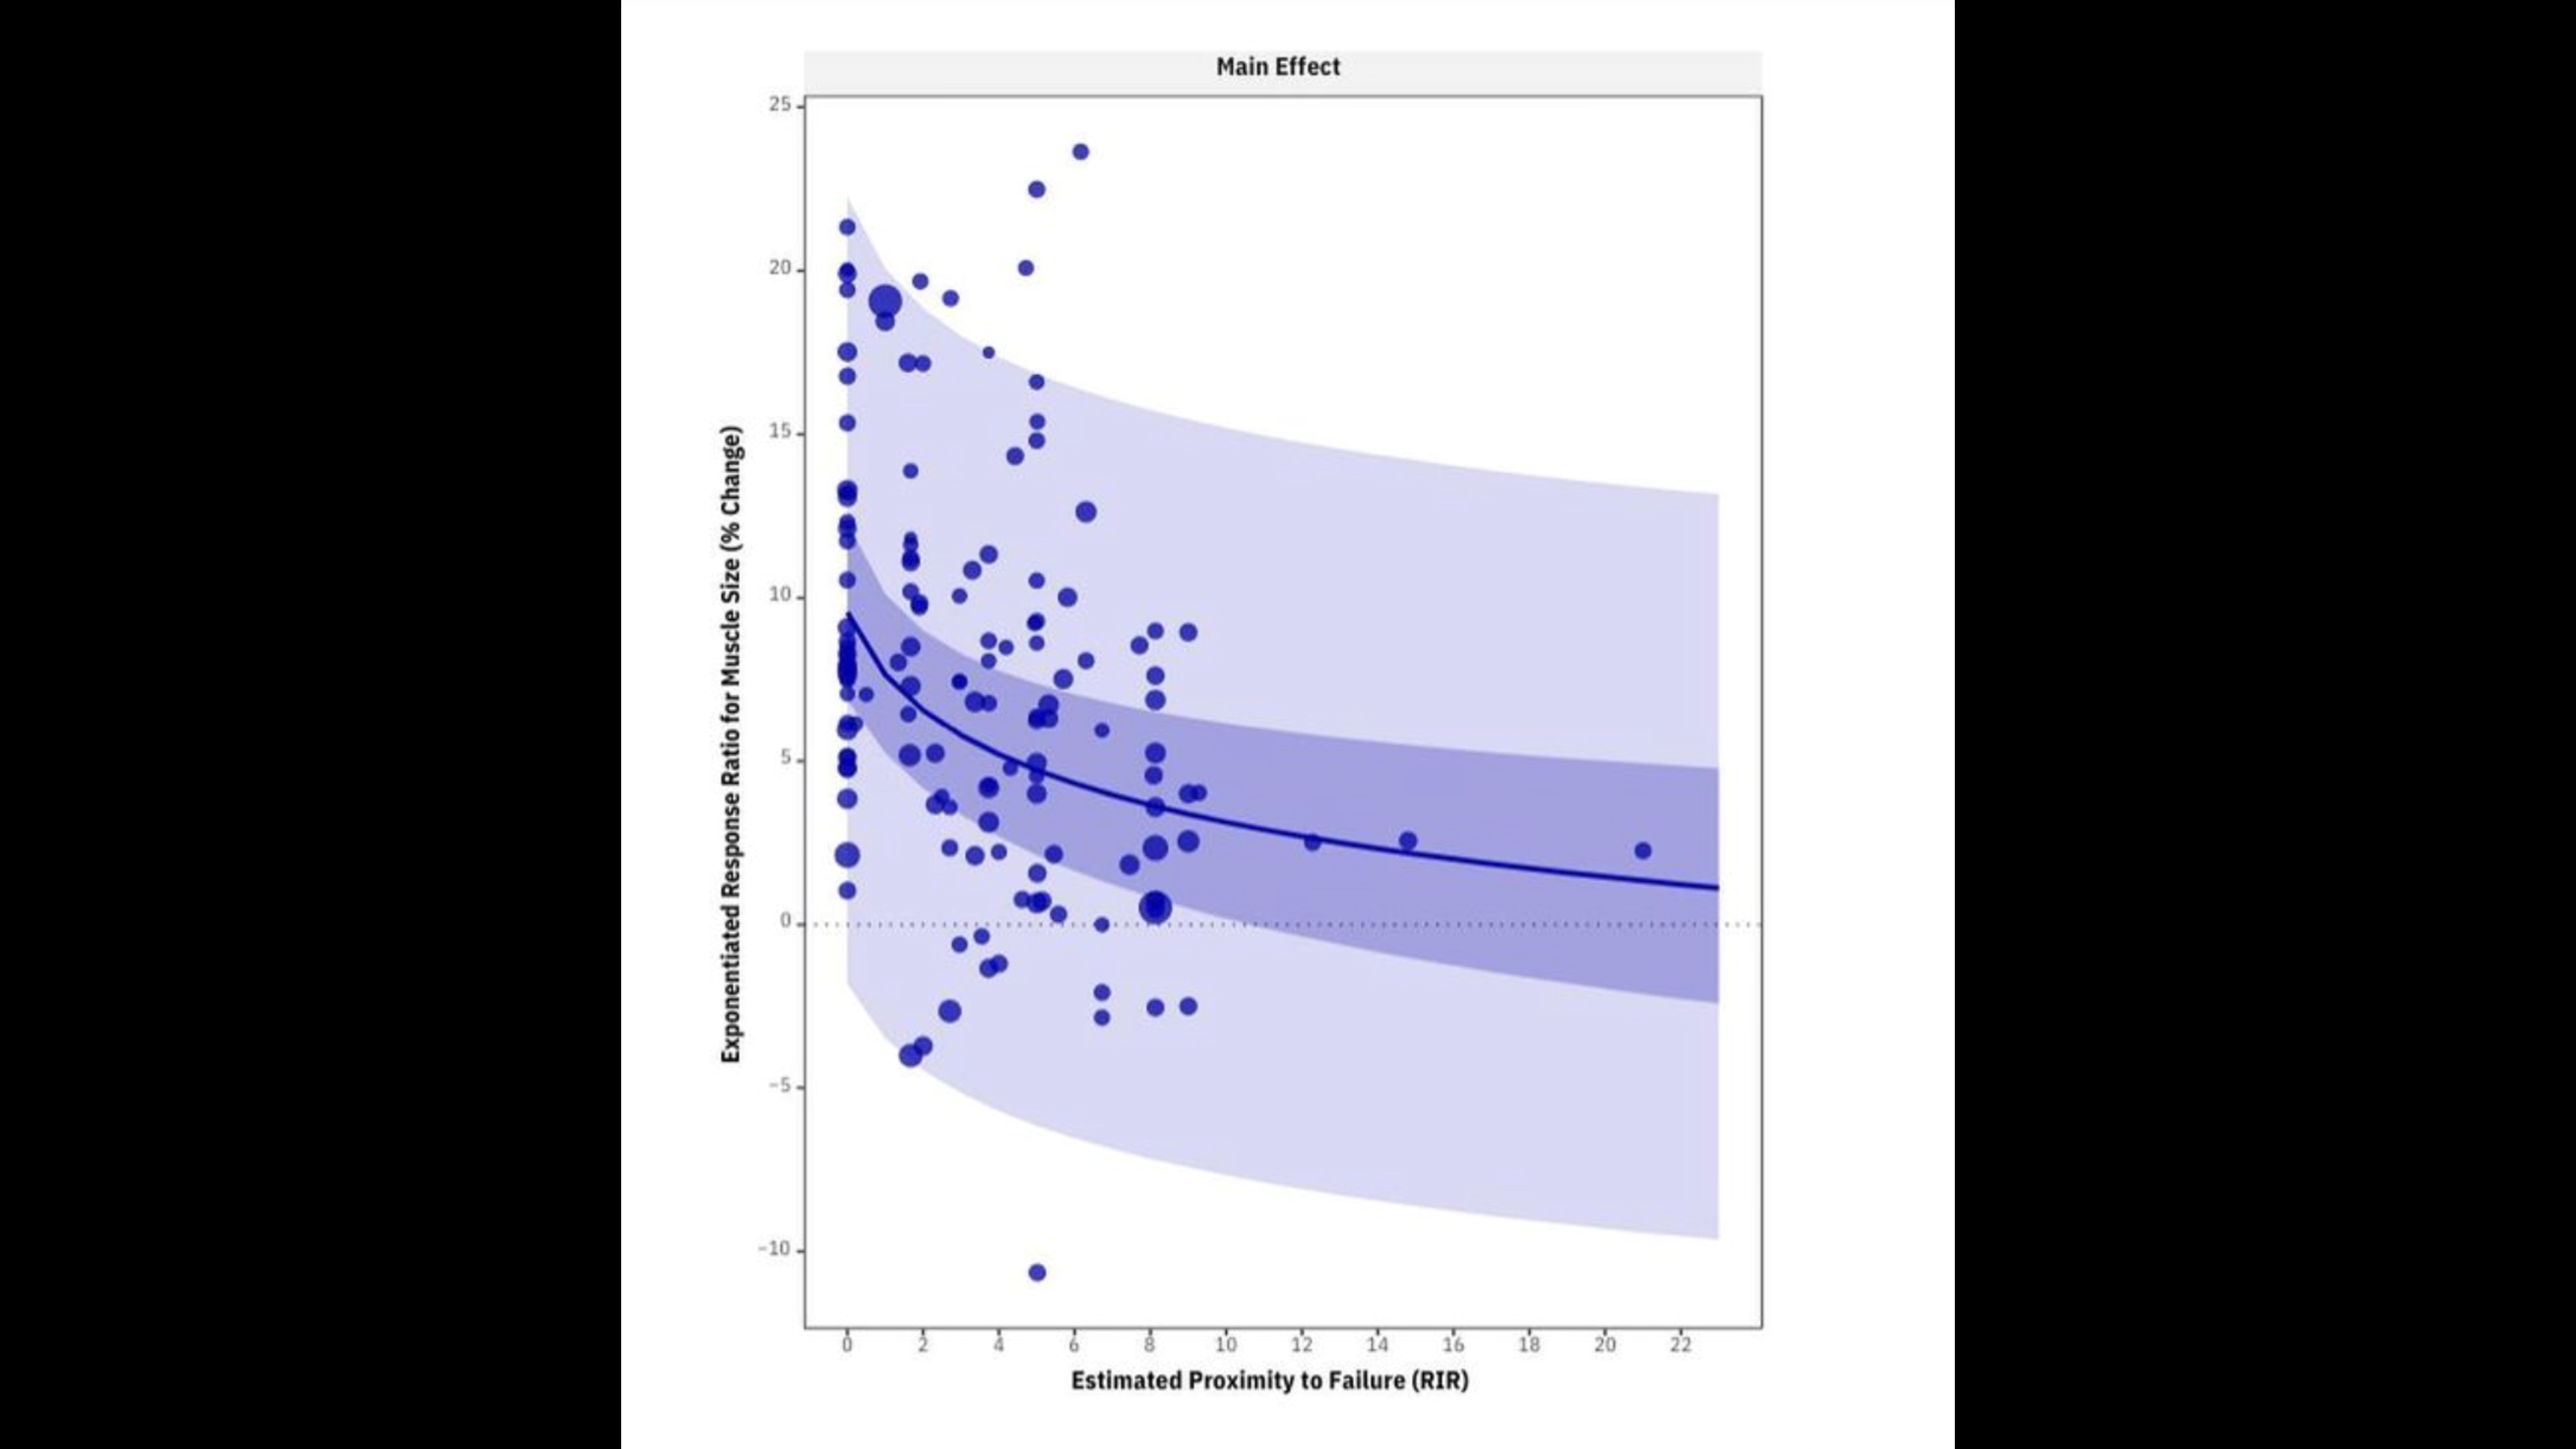 Main Effect
25
20
15
10
5
0
−5
−10
Exponentiated Response Ratio for Muscle Size (% Change)
0 2 4 6 8 10 12 14 16 18 20 22
Estimated Proximity to Failure (RIR)